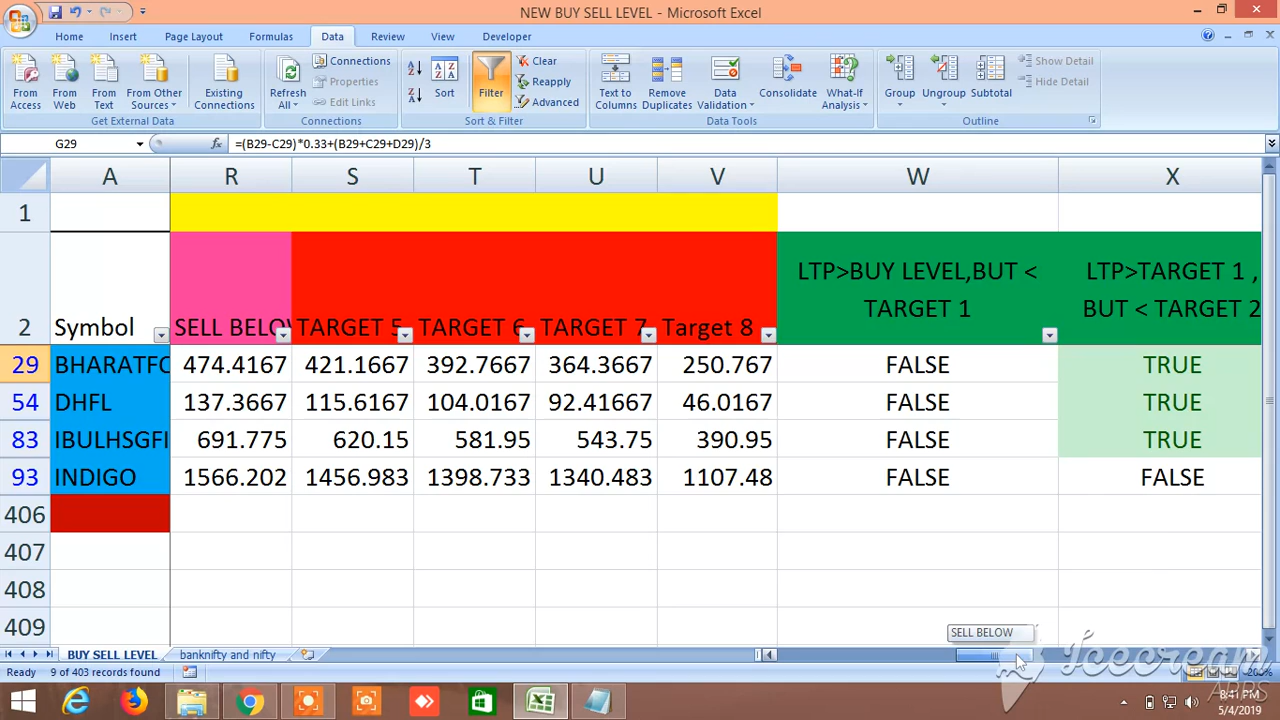 NEW BUY SELL LEVEL - Microsoft Excel
Home Insert Page Layout Formulas Data Review View Developer
From Access
From Web
From Text
From Other Sources
Existing Connections
Get External Data
Refresh All
Connections
Properties
Edit Links
Connections
Sort
Filter
Clear
Reapply
Advanced
Sort & Filter
Text to Columns
Remove Duplicates
Data Validation
Consolidate
What-If Analysis
Data Tools
Group
Ungroup
Subtotal
Show Detail
Hide Detail
Outline
G29 fx =(B29-C29)*0.33+(B29+C29+D29)/3
A R S T U V W X
1
2 Symbol SELL BELOW TARGET 5 TARGET 6 TARGET 7 Target 8 LTP>BUY LEVEL,BUT < TARGET 1 LTP>TARGET 1 , BUT < TARGET 2
29 BHARATFO 474.4167 421.1667 392.7667 364.3667 250.767 FALSE TRUE
54 DHFL 137.3667 115.6167 104.0167 92.41667 46.0167 FALSE TRUE
83 IBULHSGFI 691.775 620.15 581.95 543.75 390.95 FALSE TRUE
93 INDIGO 1566.202 1456.983 1398.733 1340.483 1107.48 FALSE FALSE
406
407
408
409
SELL BELOW
BUY SELL LEVEL banknifty and nifty
Icecream
APPS
Ready 9 of 403 records found 200%
8:41 PM
5/4/2019